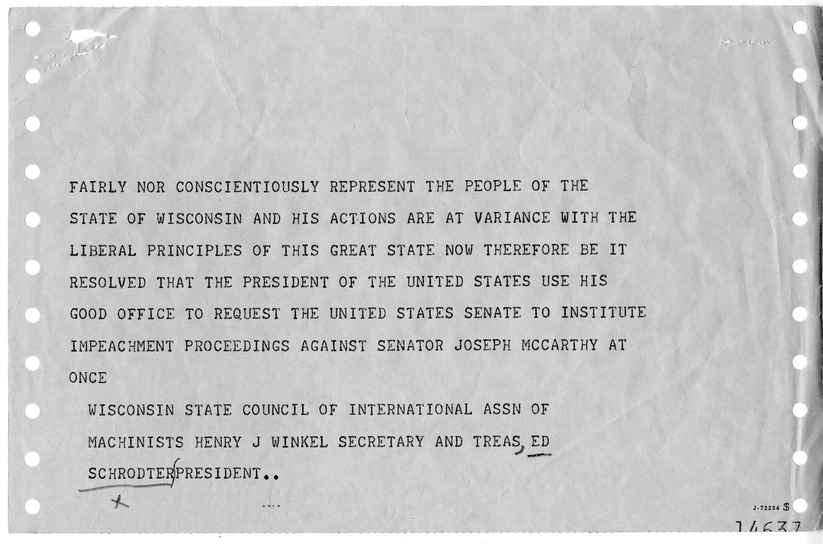 FAIRLY NOR CONSCIENTIOUSLY REPRESENT THE PEOPLE OF THE
STATE OF WISCONSIN AND HIS ACTIONS ARE AT VARIANCE WITH THE
LIBERAL PRINCIPLES OF THIS GREAT STATE NOW THEREFORE BE IT
RESOLVED THAT THE PRESIDENT OF THE UNITED STATES USE HIS
GOOD OFFICE TO REQUEST THE UNITED STATES SENATE TO INSTITUTE
IMPEACHMENT PROCEEDINGS AGAINST SENATOR JOSEPH MCCARTHY AT
ONCE
WISCONSIN STATE COUNCIL OF INTERNATIONAL ASSN OF
MACHINISTS HENRY J WINKEL SECRETARY AND TREAS, ED
SCHRODTER(PRESIDENT..
x ....
J-72234